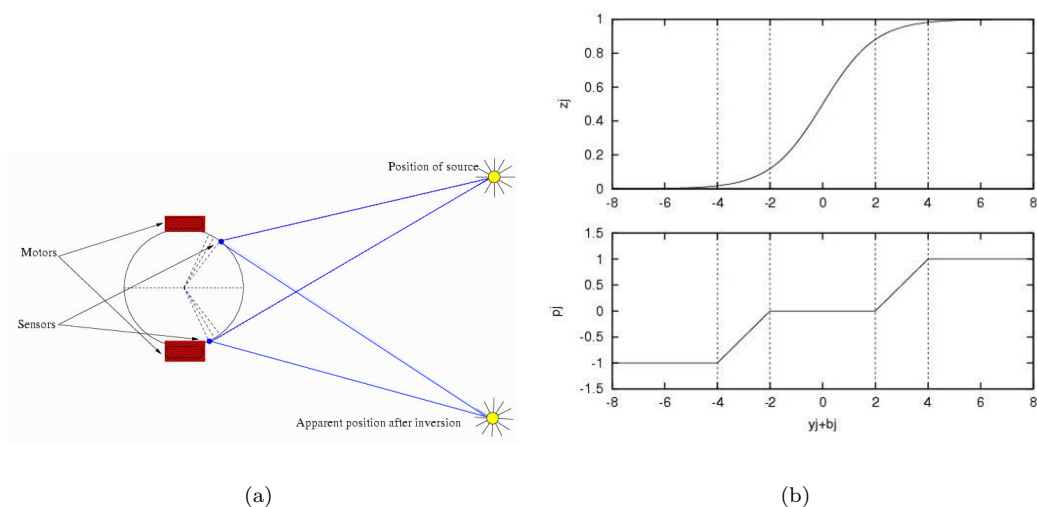 Position of source
Motors
Sensors
Apparent position after inversion
(a)
1
0.8
0.6
0.4
0.2
0
zj
-8 -6 -4 -2 0 2 4 6 8
1.5
1
0.5
0
-0.5
-1
-1.5
pj
-8 -6 -4 -2 0 2 4 6 8
yj+bj
(b)